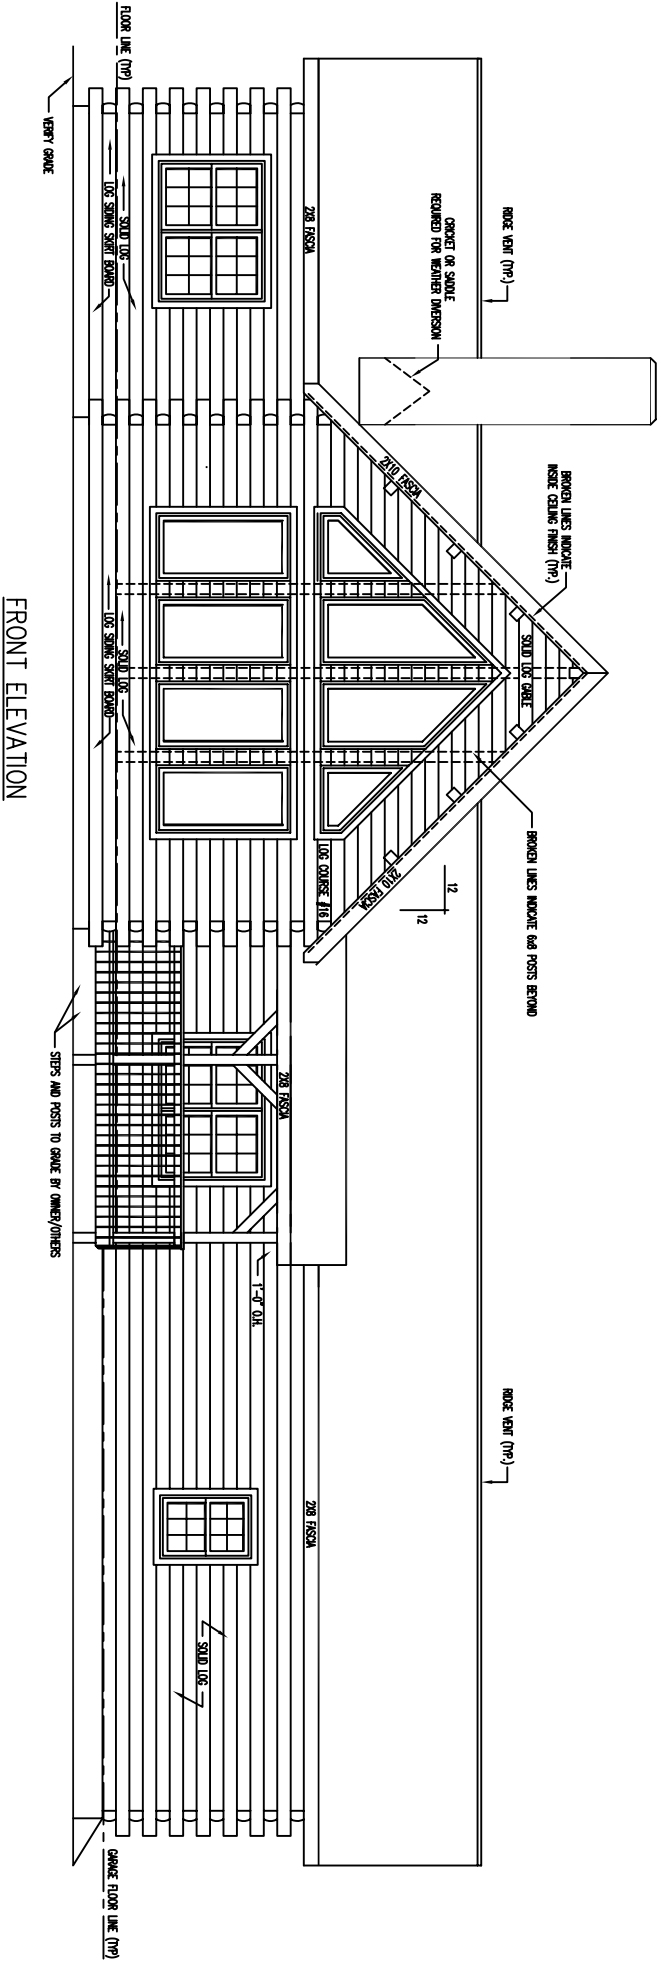 RIDGE VENT (TYP.)
RIDGE VENT (TYP.)
BROKEN LINES INDICATE
INSIDE CEILING FINISH (TYP.)
BROKEN LINES INDICATE 6x8 POSTS BEYOND
SOLID LOG GABLE
CRICKET OR SADDLE
REQUIRED FOR WEATHER DIVERSION
12
12
2X10 FASCIA
2X10 FASCIA
LOG COURSE #16
2X8 FASCIA
2X8 FASCIA
2X8 FASCIA
1'-0" O.H.
SOLID LOG
FLOOR LINE (TYP)
SOLID LOG
LOG SIDING SKIRT BOARD
SOLID LOG
LOG SIDING SKIRT BOARD
GARAGE FLOOR LINE (TYP)
VERIFY GRADE
STEPS AND POSTS TO GRADE BY OWNER/OTHERS
FRONT ELEVATION